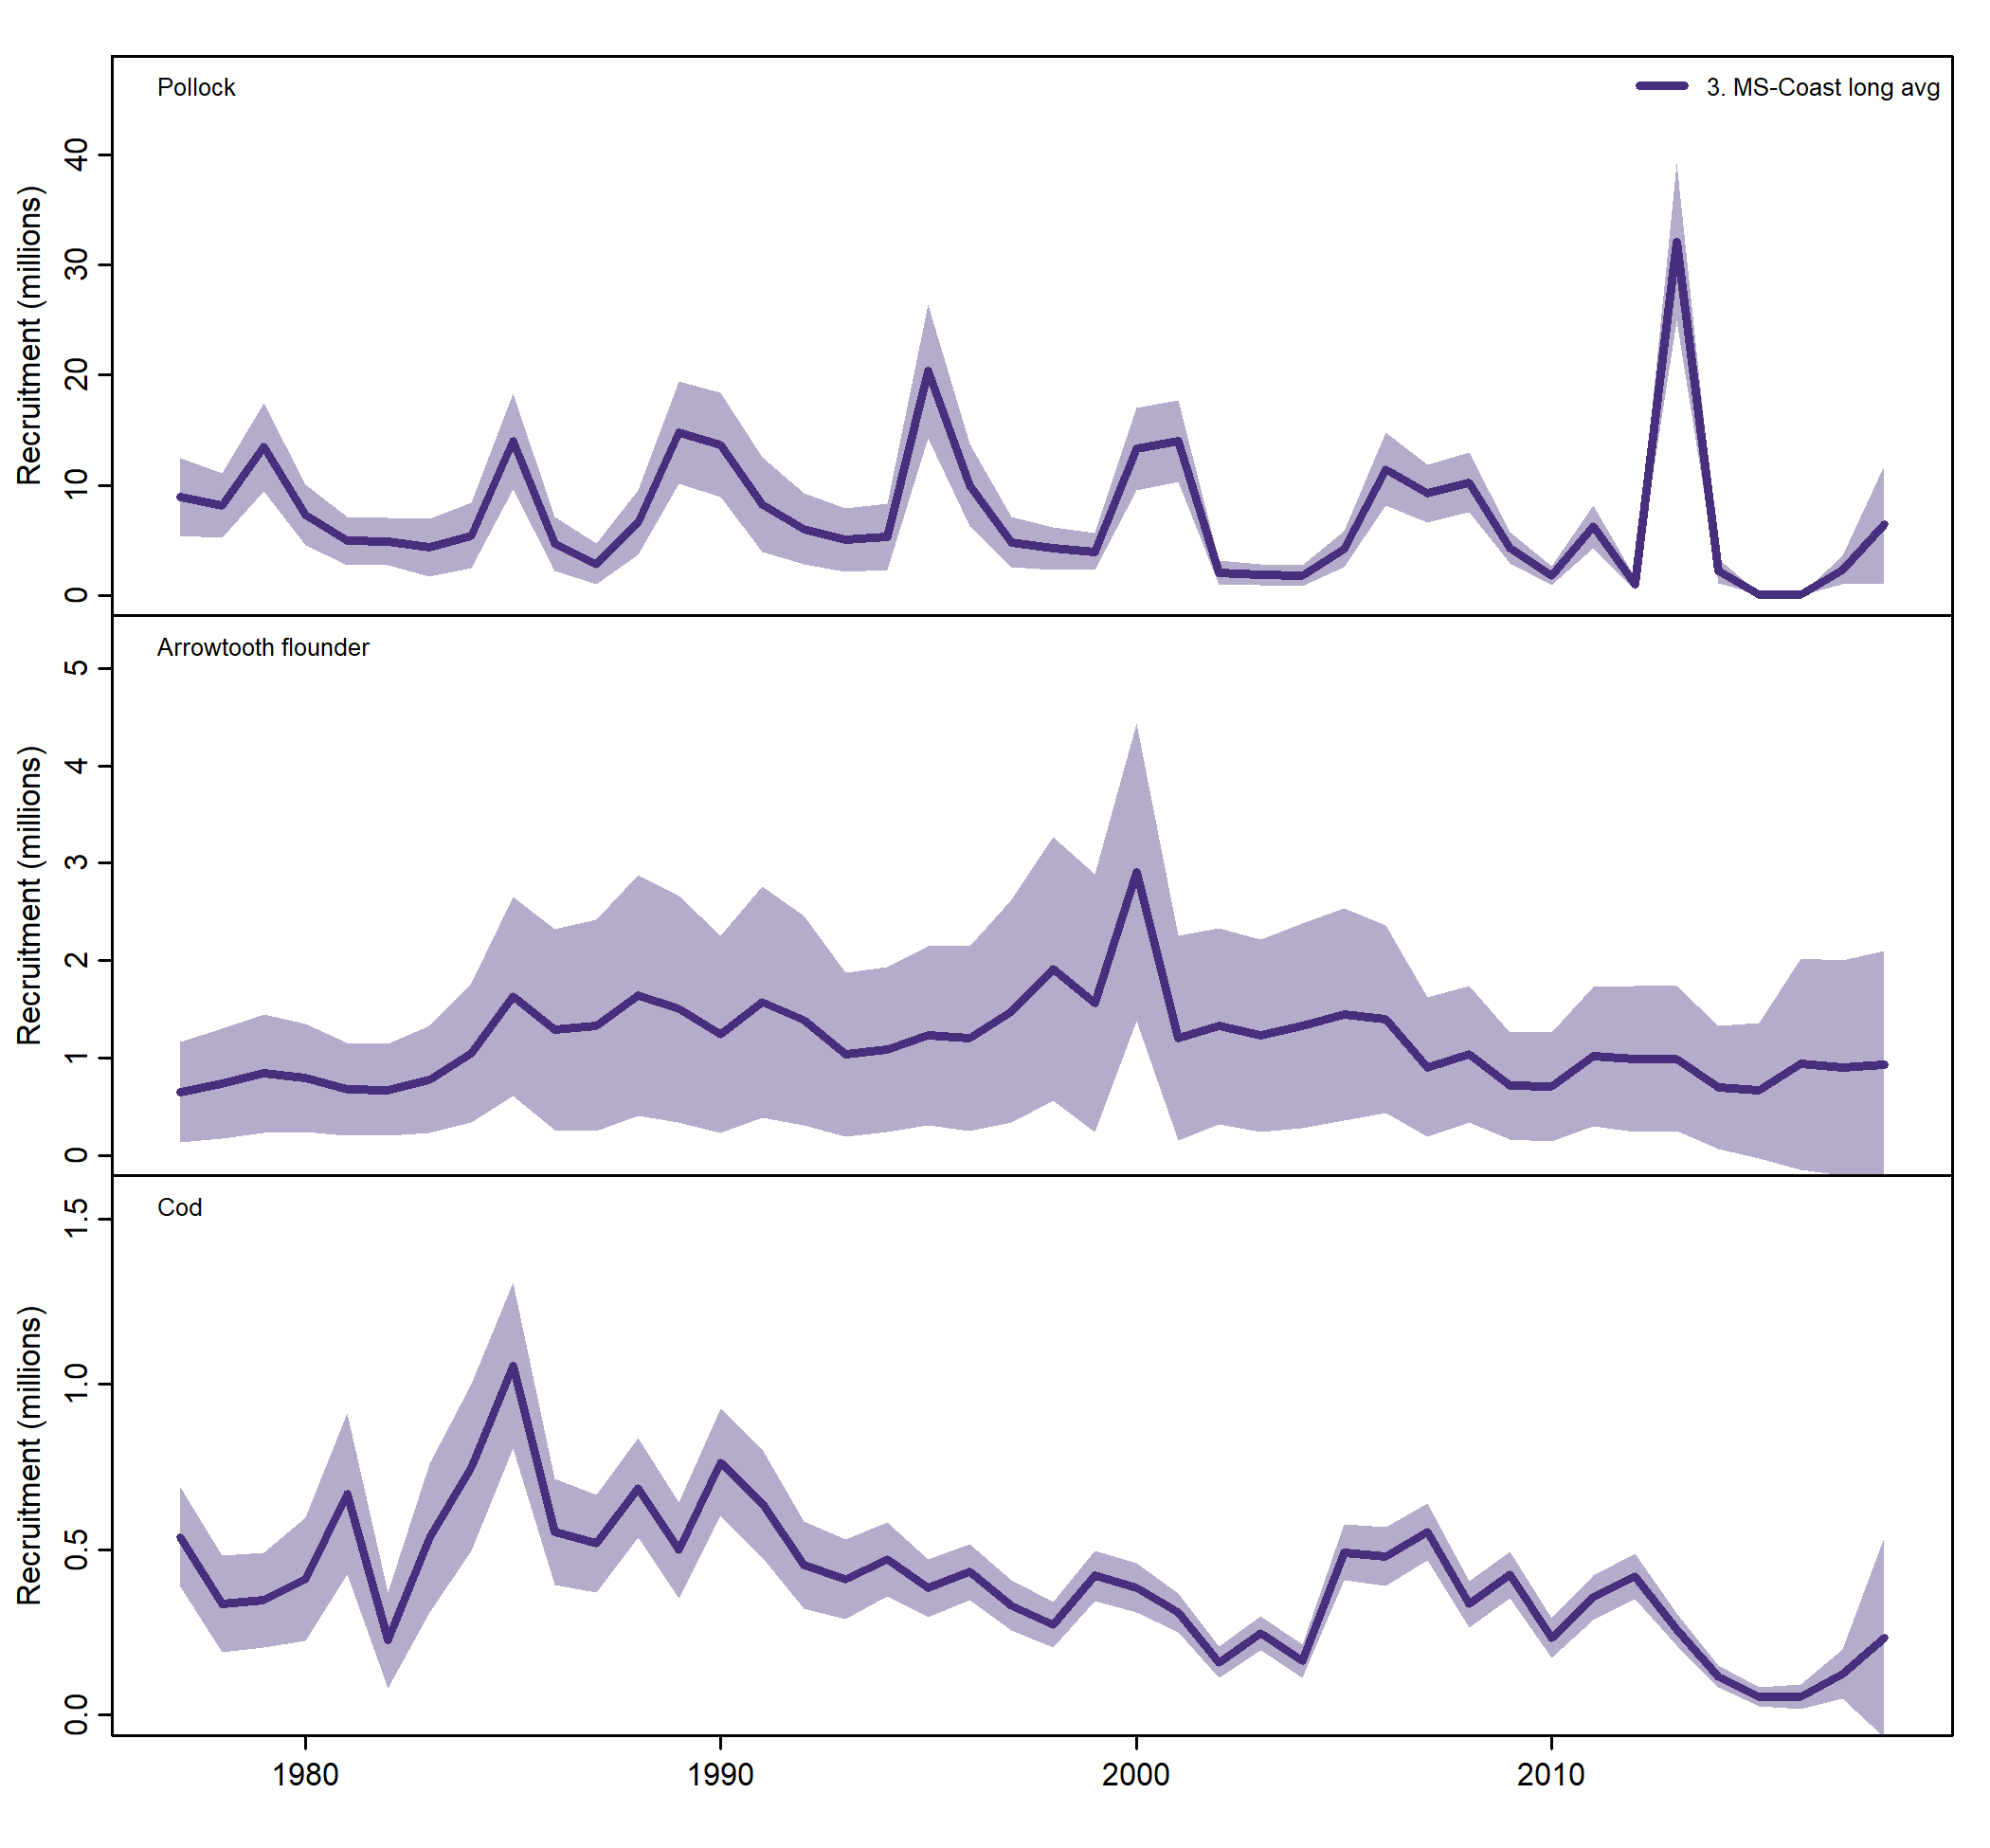 Pollock
3. MS-Coast long avg
Recruitment (millions)
40
30
20
10
0
Arrowtooth flounder
Recruitment (millions)
5
4
3
2
1
0
Cod
Recruitment (millions)
1.5
1.0
0.5
0.0
1980 1990 2000 2010